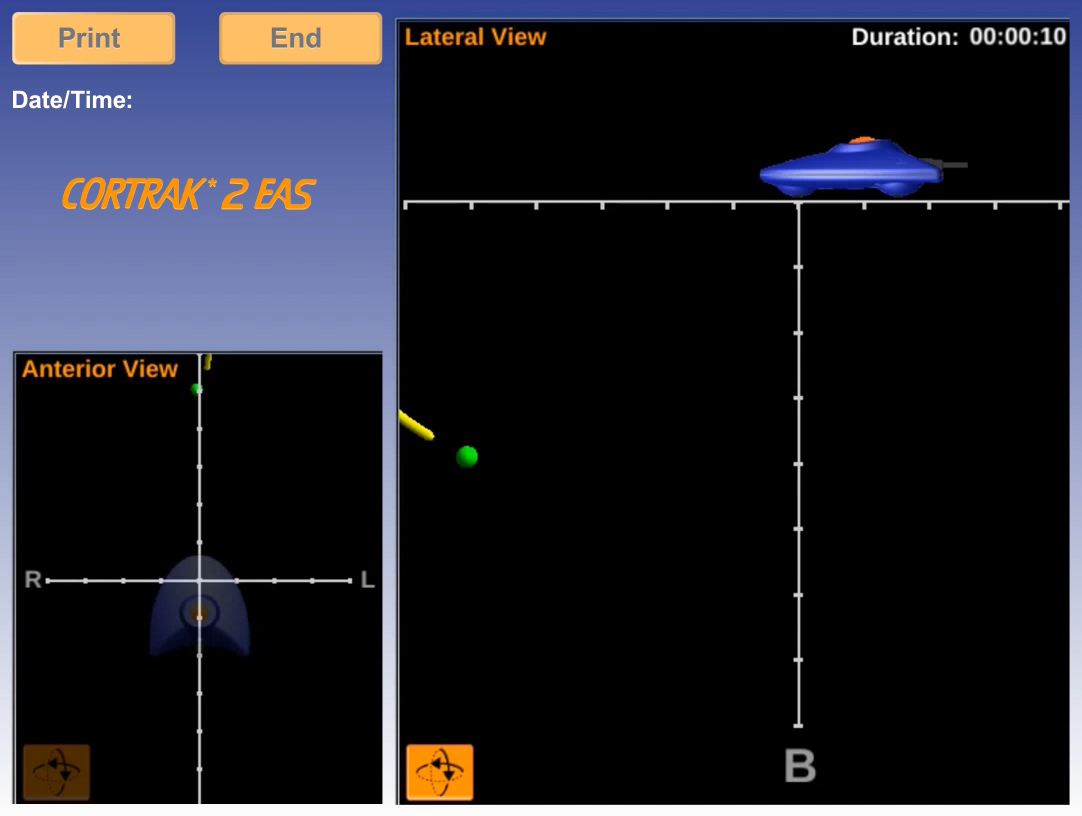 Print
End
Lateral View
Duration: 00:00:10
Date/Time:
CORTRAK* 2 EAS
Anterior View
R
L
B